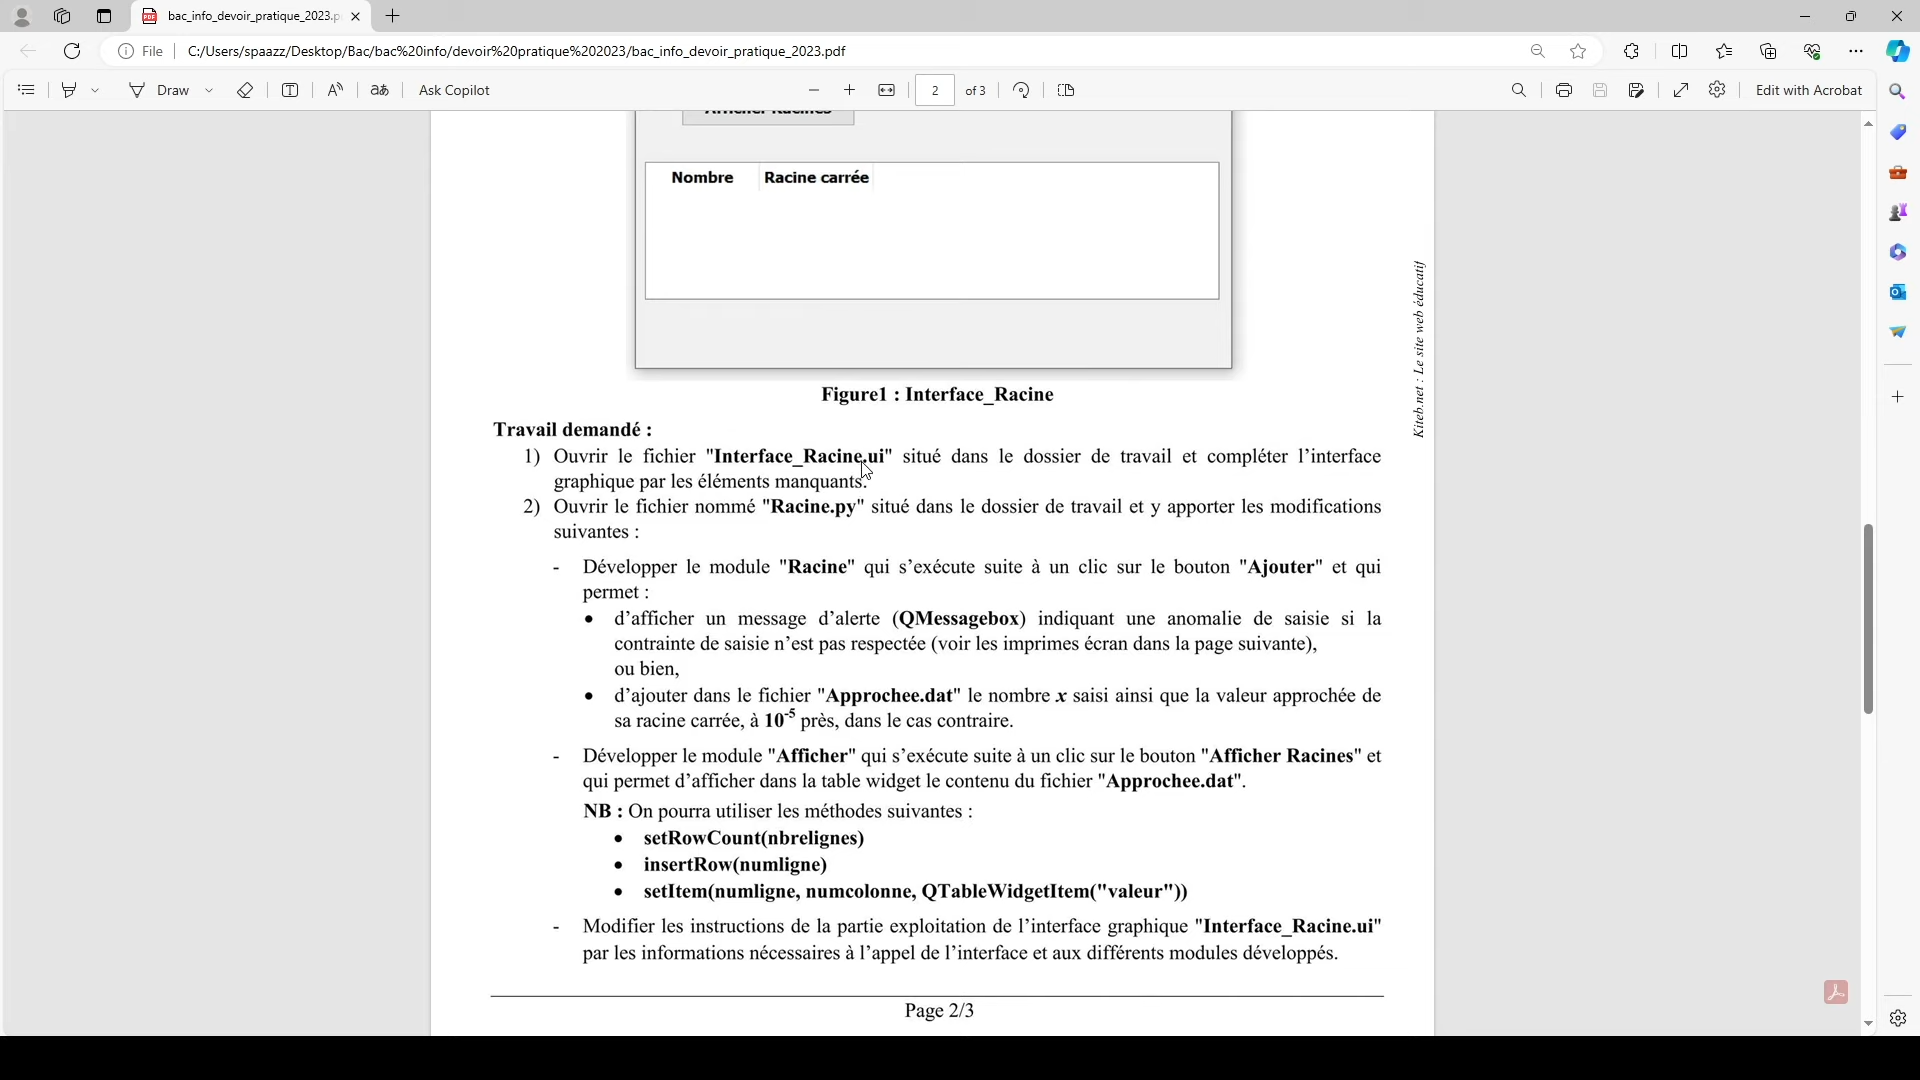 bac_info_devoir_pratique_2023.p
File
C:/Users/spaazz/Desktop/Bac/bac%20info/devoir%20pratique%202023/bac_info_devoir_pratique_2023.pdf
Draw
aあ
Ask Copilot
2 of 3
Edit with Acrobat
Afficher Racines
Nombre Racine carrée
Figure1 : Interface_Racine
Kiteb.net : Le site web éducatif
Travail demandé :
1) Ouvrir le fichier "Interface_Racine.ui" situé dans le dossier de travail et compléter l’interface
graphique par les éléments manquants.
2) Ouvrir le fichier nommé "Racine.py" situé dans le dossier de travail et y apporter les modifications
suivantes :
- Développer le module "Racine" qui s’exécute suite à un clic sur le bouton "Ajouter" et qui
permet :
• d’afficher un message d’alerte (QMessagebox) indiquant une anomalie de saisie si la
contrainte de saisie n’est pas respectée (voir les imprimes écran dans la page suivante),
ou bien,
• d’ajouter dans le fichier "Approchee.dat" le nombre x saisi ainsi que la valeur approchée de
sa racine carrée, à 10-5 près, dans le cas contraire.
- Développer le module "Afficher" qui s’exécute suite à un clic sur le bouton "Afficher Racines" et
qui permet d’afficher dans la table widget le contenu du fichier "Approchee.dat".
NB : On pourra utiliser les méthodes suivantes :
• setRowCount(nbrelignes)
• insertRow(numligne)
• setItem(numligne, numcolonne, QTableWidgetItem("valeur"))
- Modifier les instructions de la partie exploitation de l’interface graphique "Interface_Racine.ui"
par les informations nécessaires à l’appel de l’interface et aux différents modules développés.
Page 2/3